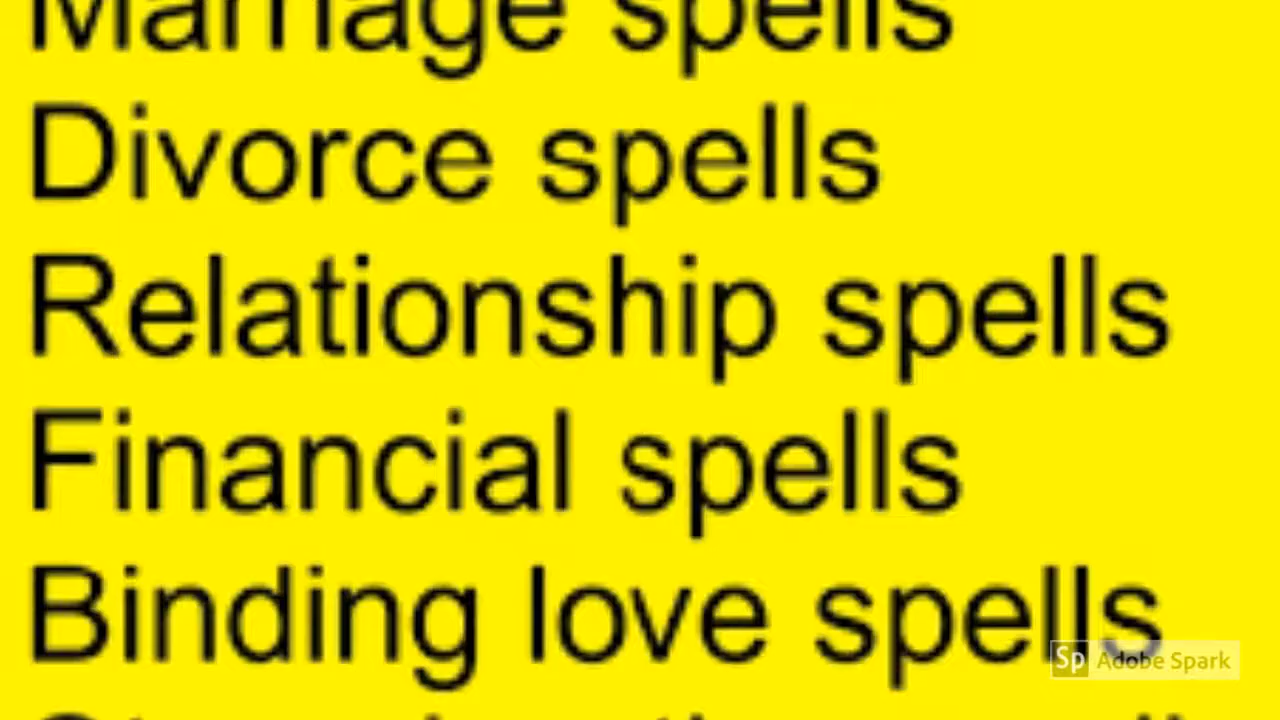 Marriage spells
Divorce spells
Relationship spells
Financial spells
Binding love spells
Sp Adobe Spark